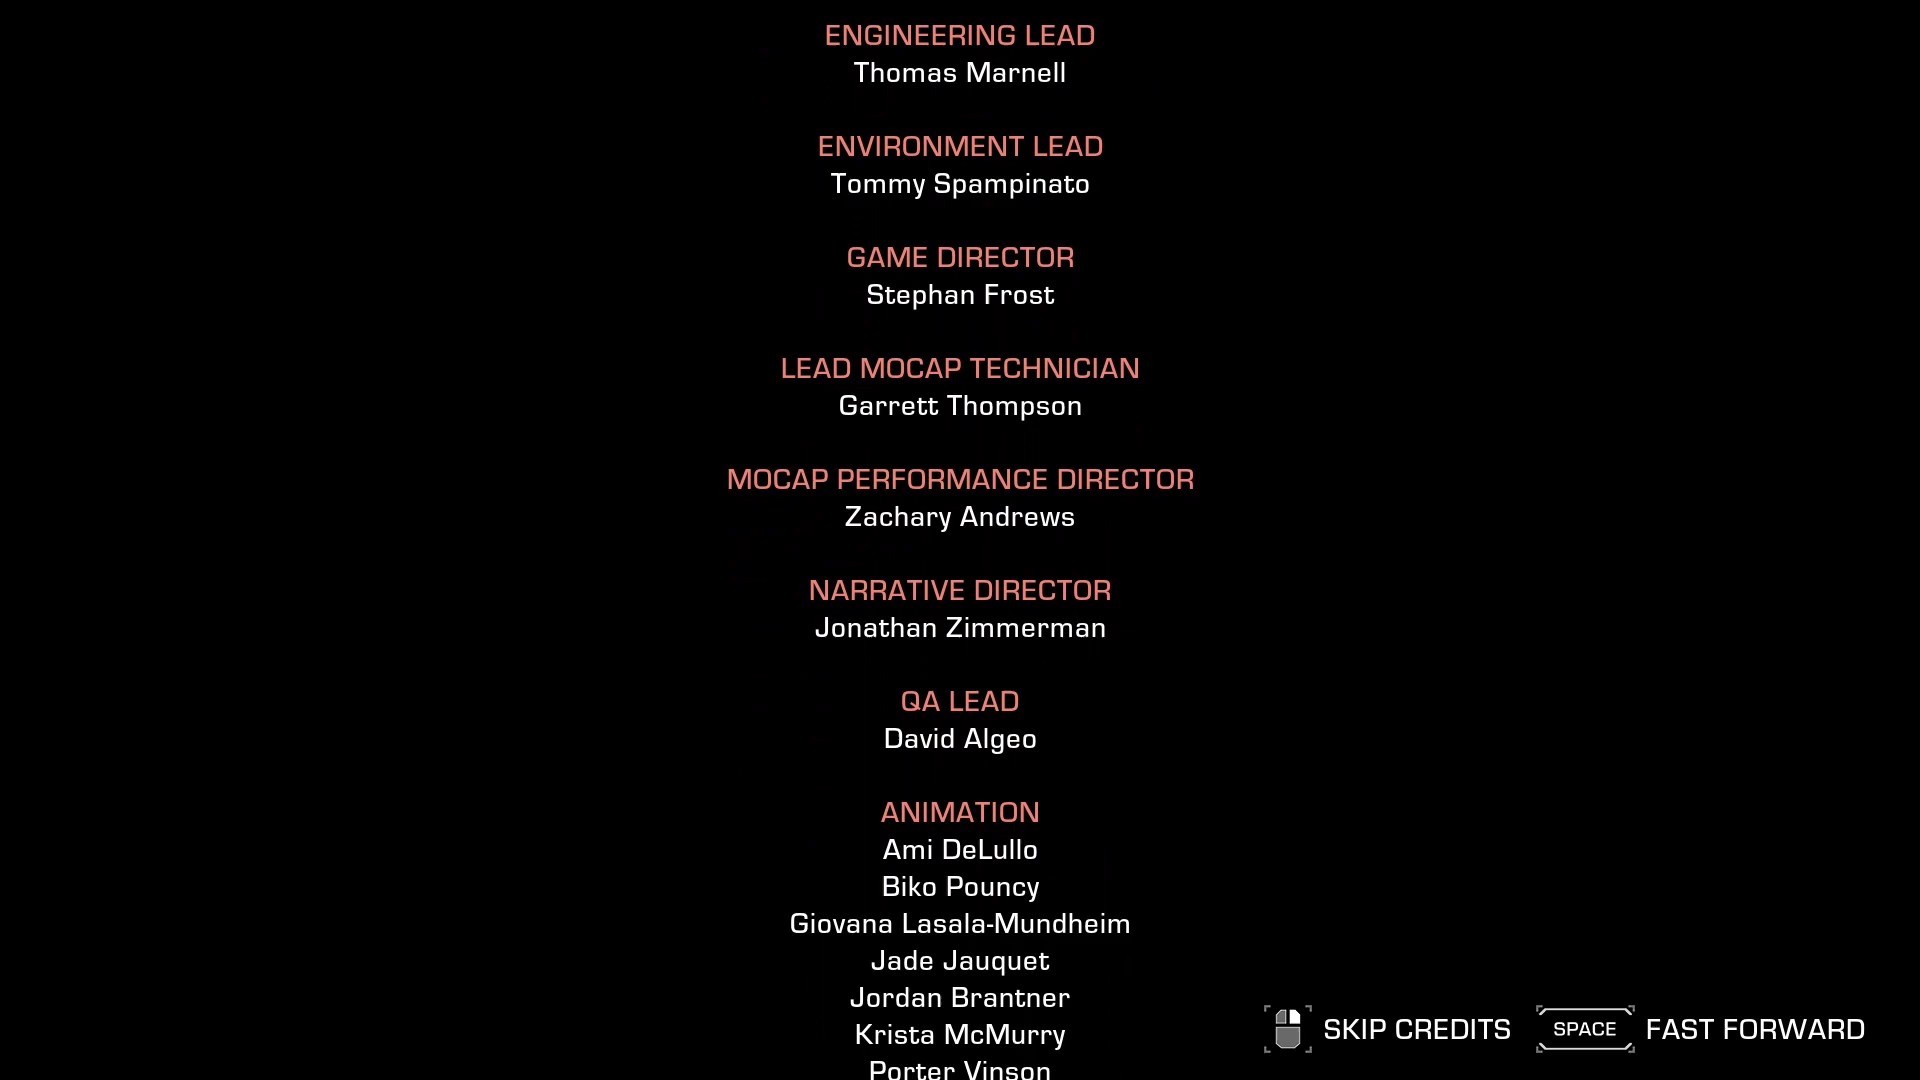 ENGINEERING LEAD
Thomas Marnell
ENVIRONMENT LEAD
Tommy Spampinato
GAME DIRECTOR
Stephan Frost
LEAD MOCAP TECHNICIAN
Garrett Thompson
MOCAP PERFORMANCE DIRECTOR
Zachary Andrews
NARRATIVE DIRECTOR
Jonathan Zimmerman
QA LEAD
David Algeo
ANIMATION
Ami DeLullo
Biko Pouncy
Giovana Lasala-Mundheim
Jade Jauquet
Jordan Brantner
Krista McMurry
Porter Vinson
SKIP CREDITS
SPACE FAST FORWARD